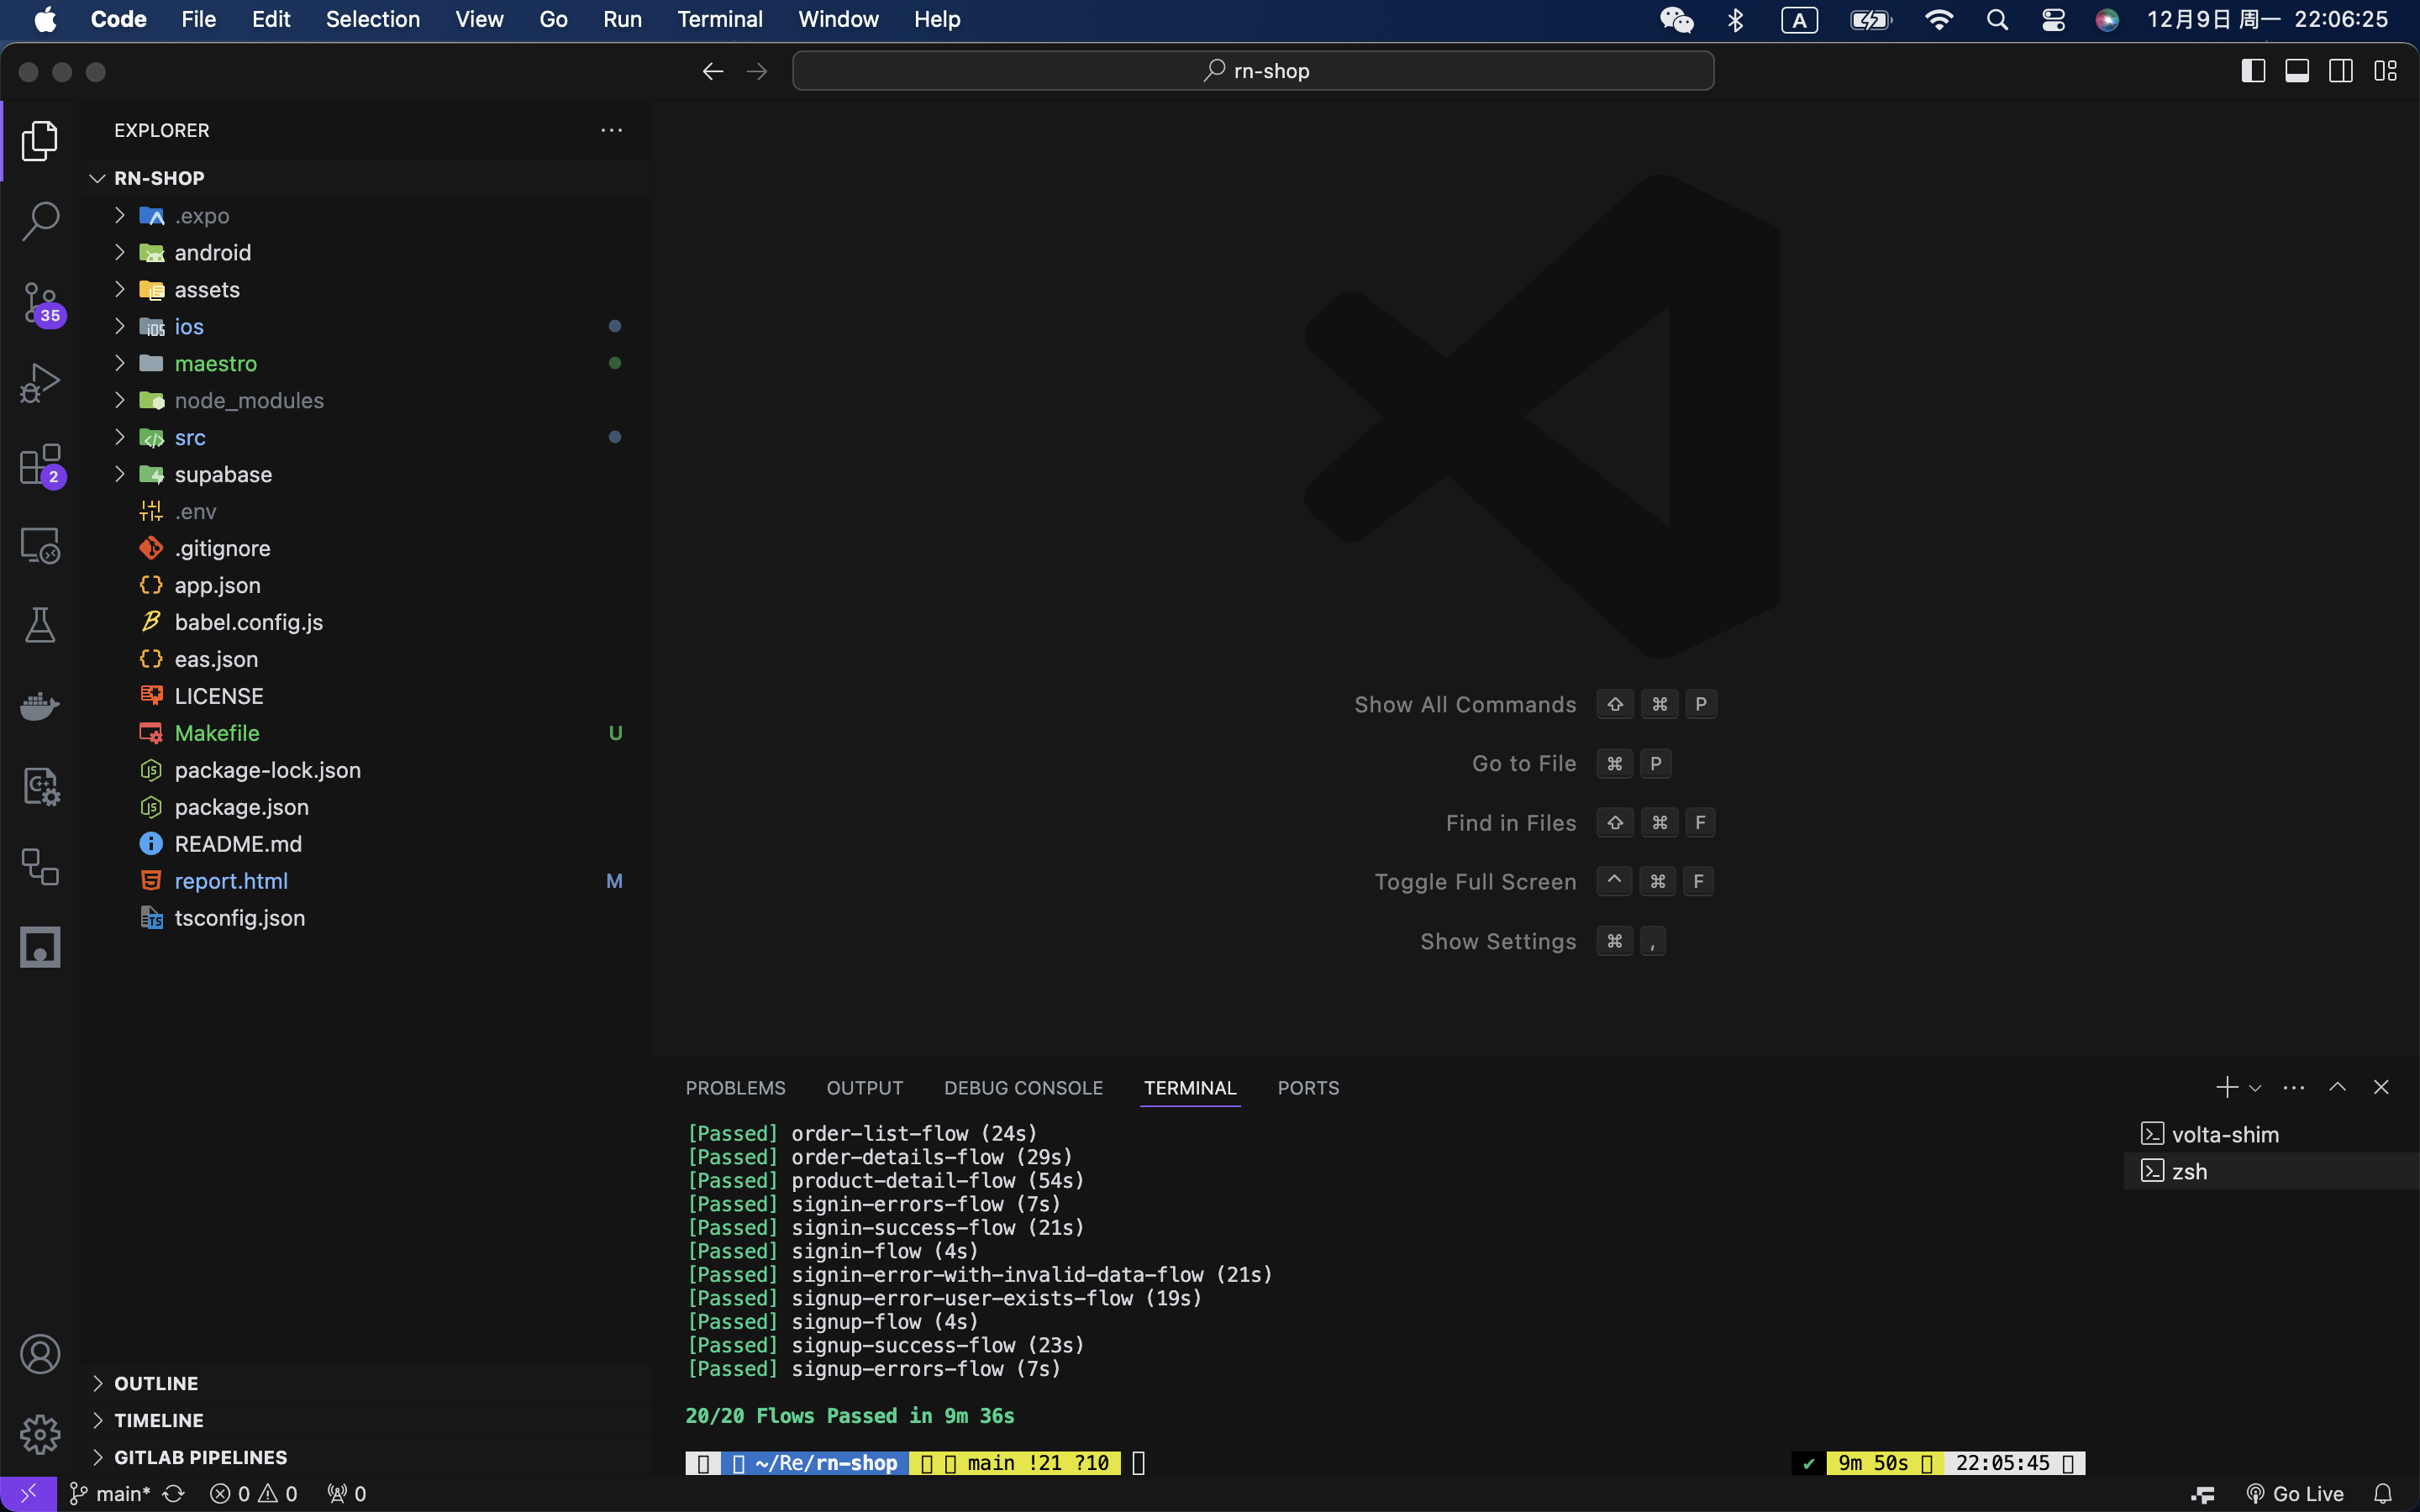 Code File Edit Selection View Go Run Terminal Window Help A 12月9日 周一 22:06:25
rn-shop
EXPLORER
RN-SHOP
.expo
android
assets
ios
maestro
node_modules
src
supabase
.env
.gitignore
app.json
babel.config.js
eas.json
LICENSE
Makefile U
package-lock.json
package.json
README.md
report.html M
tsconfig.json
35
2
OUTLINE
TIMELINE
GITLAB PIPELINES
Show All Commands ⇧ ⌘ P
Go to File ⌘ P
Find in Files ⇧ ⌘ F
Toggle Full Screen ^ ⌘ F
Show Settings ⌘ ,
PROBLEMS OUTPUT DEBUG CONSOLE TERMINAL PORTS
[Passed] order-list-flow (24s)
[Passed] order-details-flow (29s)
[Passed] product-detail-flow (54s)
[Passed] signin-errors-flow (7s)
[Passed] signin-success-flow (21s)
[Passed] signin-flow (4s)
[Passed] signin-error-with-invalid-data-flow (21s)
[Passed] signup-error-user-exists-flow (19s)
[Passed] signup-flow (4s)
[Passed] signup-success-flow (23s)
[Passed] signup-errors-flow (7s)
20/20 Flows Passed in 9m 36s
~/Re/rn-shop main !21 ?10 ✔ 9m 50s 22:05:45
volta-shim
zsh
main* 0 0 0 Go Live